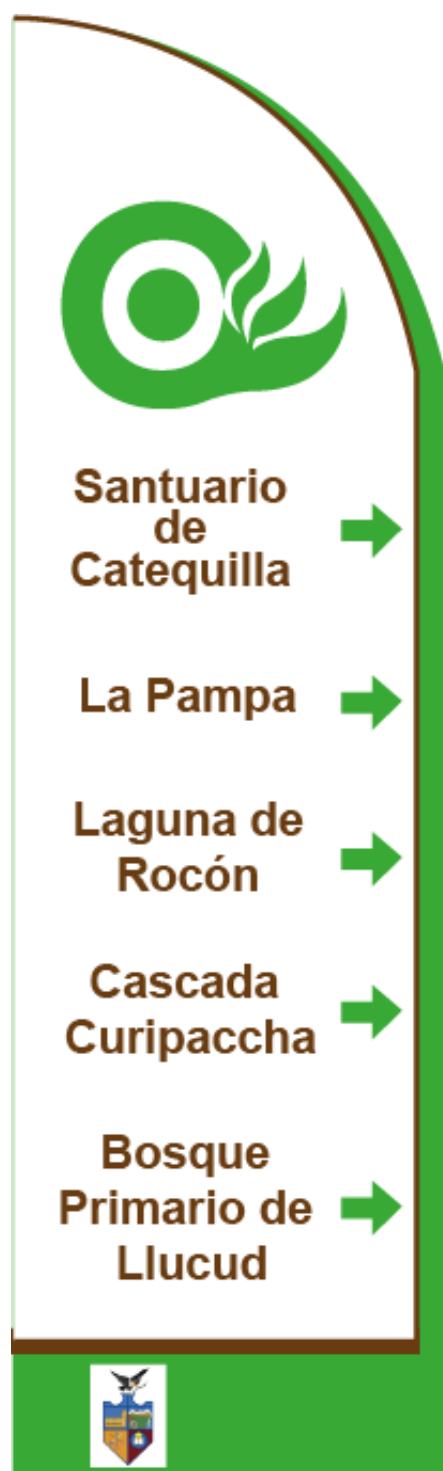 Santuario
de
Catequilla
La Pampa
Laguna de
Rocón
Cascada
Curipaccha
Bosque
Primario de
Llucud